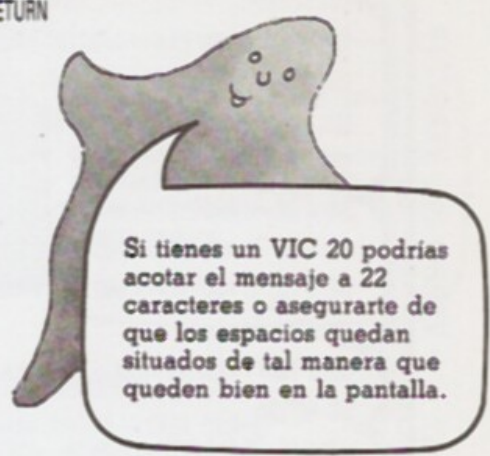 ETURN
Si tienes un VIC 20 podrías
acotar el mensaje a 22
caracteres o asegurarte de
que los espacios quedan
situados de tal manera que
queden bien en la pantalla.